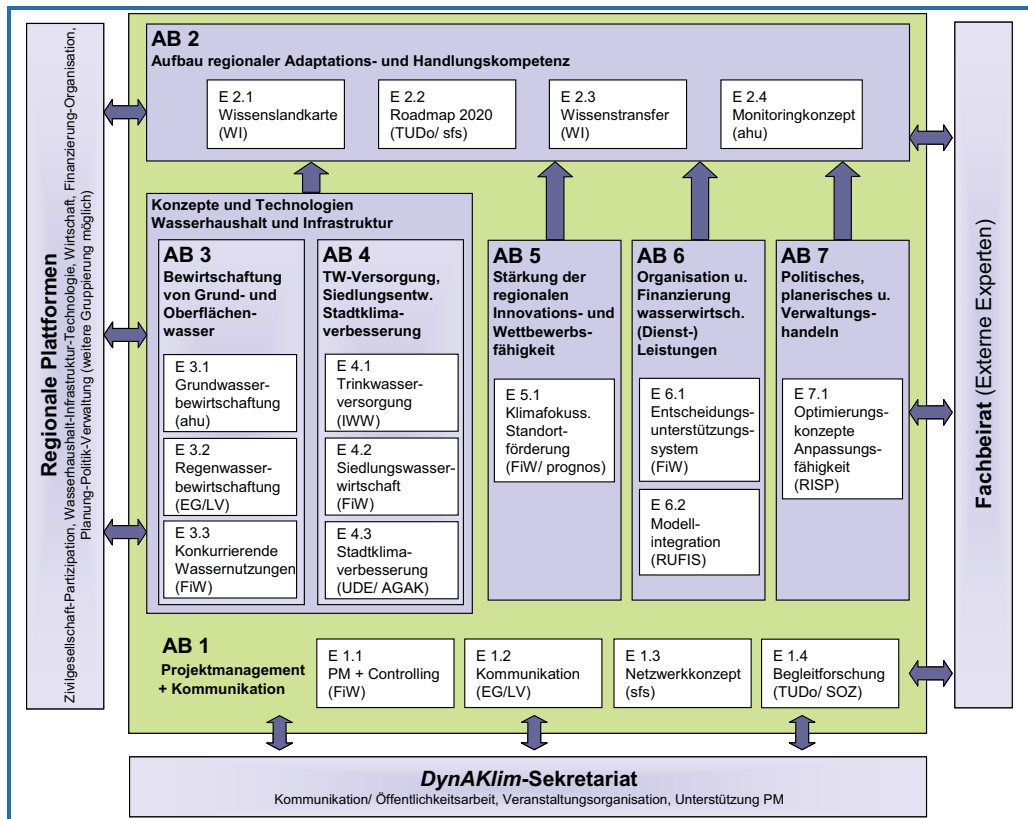 Regionale Plattformen
Zivilgesellschaft-Partizipation, Wasserhaushalt-Infrastruktur-Technologie, Wirtschaft, Finanzierung-Organisation,
Planung-Politik-Verwaltung (weitere Gruppierung möglich)
AB 2
Aufbau regionaler Adaptations- und Handlungskompetenz
E 2.1
Wissenslandkarte
(WI)
E 2.2
Roadmap 2020
(TUDo/ sfs)
E 2.3
Wissenstransfer
(WI)
E 2.4
Monitoringkonzept
(ahu)
Konzepte und Technologien
Wasserhaushalt und Infrastruktur
AB 3
Bewirtschaftung
von Grund- und
Oberflächen-
wasser
E 3.1
Grundwasser-
bewirtschaftung
(ahu)
E 3.2
Regenwasser-
bewirtschaftung
(EG/LV)
E 3.3
Konkurrierende
Wassernutzungen
(FiW)
AB 4
TW-Versorgung,
Siedlungsentw.
Stadtklima-
verbesserung
E 4.1
Trinkwasser-
versorgung
(IWW)
E 4.2
Siedlungswasser-
wirtschaft
(FiW)
E 4.3
Stadtklima-
verbesserung
(UDE/ AGAK)
AB 5
Stärkung der
regionalen
Innovations- und
Wettbewerbs-
fähigkeit
E 5.1
Klimafokuss.
Standort-
förderung
(FiW/ prognos)
AB 6
Organisation u.
Finanzierung
wasserwirtsch.
(Dienst-)
Leistungen
E 6.1
Entscheidungs-
unterstützungs-
system
(FiW)
E 6.2
Modell-
integration
(RUFIS)
AB 7
Politisches,
planerisches u.
Verwaltungs-
handeln
E 7.1
Optimierungs-
konzepte
Anpassungs-
fähigkeit
(RISP)
Fachbeirat (Externe Experten)
AB 1
Projektmanagement
+ Kommunikation
E 1.1
PM + Controlling
(FiW)
E 1.2
Kommunikation
(EG/LV)
E 1.3
Netzwerkkonzept
(sfs)
E 1.4
Begleitforschung
(TUDo/ SOZ)
DynAKlim-Sekretariat
Kommunikation/ Öffentlichkeitsarbeit, Veranstaltungsorganisation, Unterstützung PM